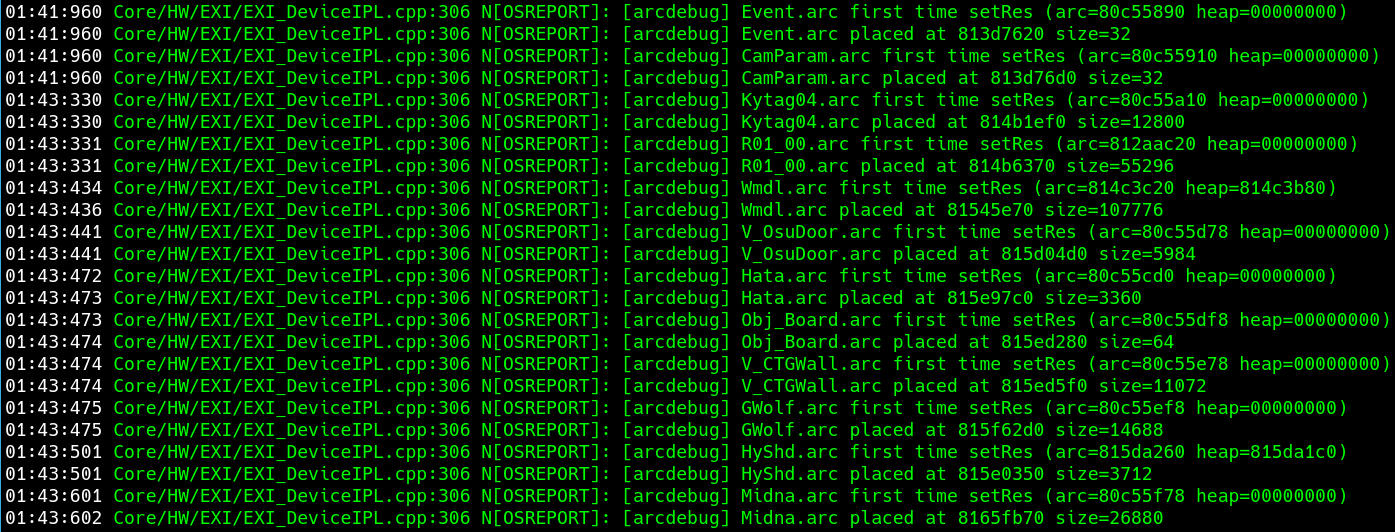 01:41:960 Core/HW/EXI/EXI_DeviceIPL.cpp:306 N[OSREPORT]: [arcdebug] Event.arc first time setRes (arc=80c55890 heap=00000000)
01:41:960 Core/HW/EXI/EXI_DeviceIPL.cpp:306 N[OSREPORT]: [arcdebug] Event.arc placed at 813d7620 size=32
01:41:960 Core/HW/EXI/EXI_DeviceIPL.cpp:306 N[OSREPORT]: [arcdebug] CamParam.arc first time setRes (arc=80c55910 heap=00000000)
01:41:960 Core/HW/EXI/EXI_DeviceIPL.cpp:306 N[OSREPORT]: [arcdebug] CamParam.arc placed at 813d76d0 size=32
01:43:330 Core/HW/EXI/EXI_DeviceIPL.cpp:306 N[OSREPORT]: [arcdebug] Kytag04.arc first time setRes (arc=80c55a10 heap=00000000)
01:43:330 Core/HW/EXI/EXI_DeviceIPL.cpp:306 N[OSREPORT]: [arcdebug] Kytag04.arc placed at 814b1ef0 size=12800
01:43:331 Core/HW/EXI/EXI_DeviceIPL.cpp:306 N[OSREPORT]: [arcdebug] R01_00.arc first time setRes (arc=812aac20 heap=00000000)
01:43:331 Core/HW/EXI/EXI_DeviceIPL.cpp:306 N[OSREPORT]: [arcdebug] R01_00.arc placed at 814b6370 size=55296
01:43:434 Core/HW/EXI/EXI_DeviceIPL.cpp:306 N[OSREPORT]: [arcdebug] Wmdl.arc first time setRes (arc=814c3c20 heap=814c3b80)
01:43:436 Core/HW/EXI/EXI_DeviceIPL.cpp:306 N[OSREPORT]: [arcdebug] Wmdl.arc placed at 81545e70 size=107776
01:43:441 Core/HW/EXI/EXI_DeviceIPL.cpp:306 N[OSREPORT]: [arcdebug] V_OsuDoor.arc first time setRes (arc=80c55d78 heap=00000000)
01:43:441 Core/HW/EXI/EXI_DeviceIPL.cpp:306 N[OSREPORT]: [arcdebug] V_OsuDoor.arc placed at 815d04d0 size=5984
01:43:472 Core/HW/EXI/EXI_DeviceIPL.cpp:306 N[OSREPORT]: [arcdebug] Hata.arc first time setRes (arc=80c55cd0 heap=00000000)
01:43:473 Core/HW/EXI/EXI_DeviceIPL.cpp:306 N[OSREPORT]: [arcdebug] Hata.arc placed at 815e97c0 size=3360
01:43:473 Core/HW/EXI/EXI_DeviceIPL.cpp:306 N[OSREPORT]: [arcdebug] Obj_Board.arc first time setRes (arc=80c55df8 heap=00000000)
01:43:474 Core/HW/EXI/EXI_DeviceIPL.cpp:306 N[OSREPORT]: [arcdebug] Obj_Board.arc placed at 815ed280 size=64
01:43:474 Core/HW/EXI/EXI_DeviceIPL.cpp:306 N[OSREPORT]: [arcdebug] V_CTGWall.arc first time setRes (arc=80c55e78 heap=00000000)
01:43:474 Core/HW/EXI/EXI_DeviceIPL.cpp:306 N[OSREPORT]: [arcdebug] V_CTGWall.arc placed at 815ed5f0 size=11072
01:43:475 Core/HW/EXI/EXI_DeviceIPL.cpp:306 N[OSREPORT]: [arcdebug] GWolf.arc first time setRes (arc=80c55ef8 heap=00000000)
01:43:475 Core/HW/EXI/EXI_DeviceIPL.cpp:306 N[OSREPORT]: [arcdebug] GWolf.arc placed at 815f62d0 size=14688
01:43:501 Core/HW/EXI/EXI_DeviceIPL.cpp:306 N[OSREPORT]: [arcdebug] HyShd.arc first time setRes (arc=815da260 heap=815da1c0)
01:43:501 Core/HW/EXI/EXI_DeviceIPL.cpp:306 N[OSREPORT]: [arcdebug] HyShd.arc placed at 815e0350 size=3712
01:43:601 Core/HW/EXI/EXI_DeviceIPL.cpp:306 N[OSREPORT]: [arcdebug] Midna.arc first time setRes (arc=80c55f78 heap=00000000)
01:43:602 Core/HW/EXI/EXI_DeviceIPL.cpp:306 N[OSREPORT]: [arcdebug] Midna.arc placed at 8165fb70 size=26880